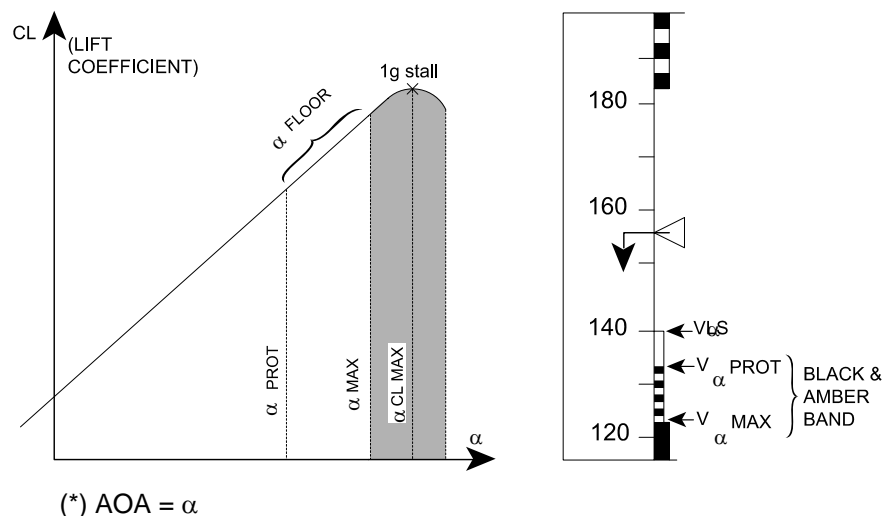 CL
(LIFT
COEFFICIENT)
1g stall
α FLOOR
α PROT
α MAX
α CL MAX
α
(*) AOA = α
180
160
140
120
VLS
V α PROT
V α MAX
BLACK &
AMBER
BAND